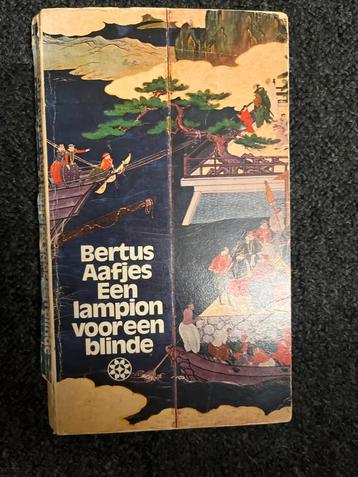 Bertus
Aafjes
Een
lampion
voor een
blinde